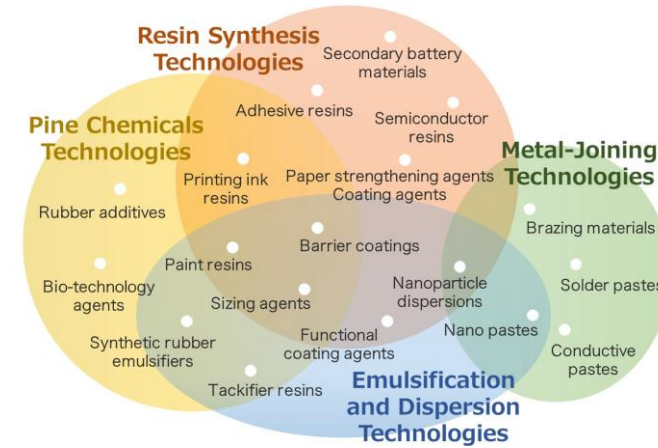 Resin Synthesis
Technologies
Secondary battery
materials
Adhesive resins
Semiconductor
resins
Pine Chemicals
Technologies
Metal-Joining
Technologies
Printing ink
resins
Paper strengthening agents
Coating agents
Rubber additives
Brazing materials
Barrier coatings
Paint resins
Bio-technology
agents
Nanoparticle
dispersions
Solder pastes
Sizing agents
Synthetic rubber
emulsifiers
Functional
coating agents
Nano pastes
Conductive
pastes
Tackifier resins
Emulsification
and Dispersion
Technologies